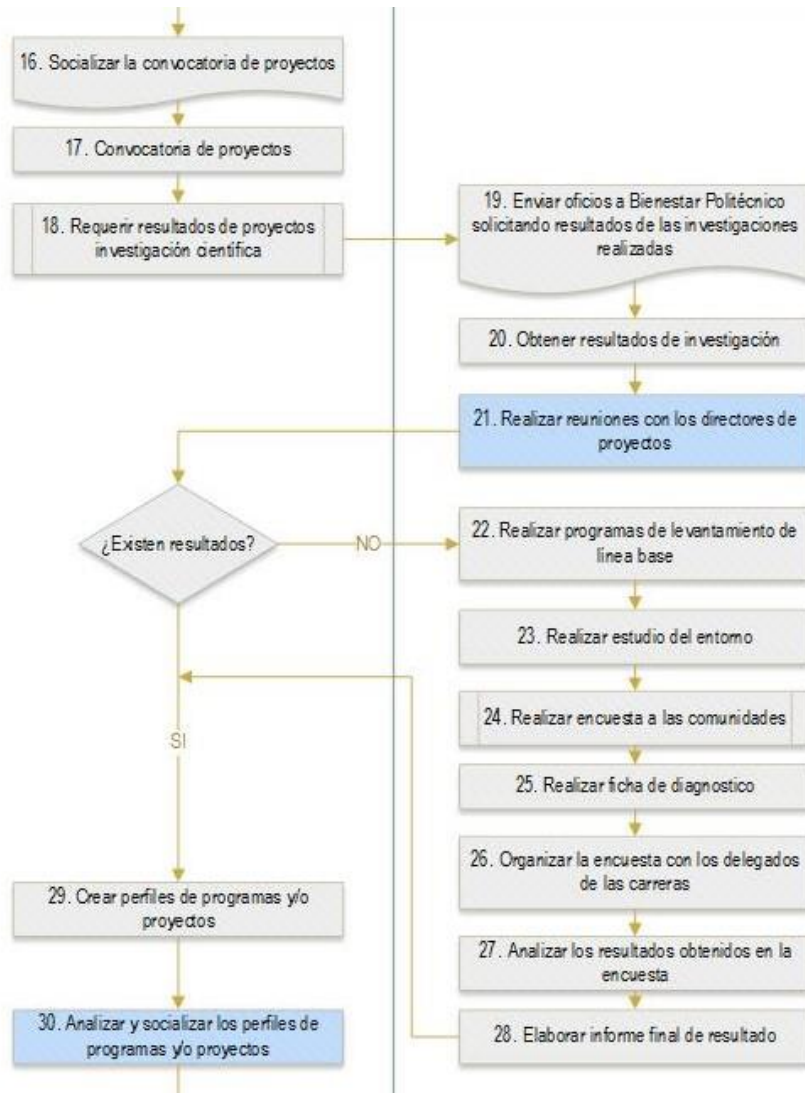 16. Socializar la convocatoria de proyectos
17. Convocatoria de proyectos
18. Requerir resultados de proyectos
investigación científica
19. Enviar oficios a Bienestar Politécnico
solicitando resultados de las investigaciones
realizadas
20. Obtener resultados de investigación
21. Realizar reuniones con los directores de
proyectos
¿Existen resultados?
NO
22. Realizar programas de levantamiento de
línea base
23. Realizar estudio del entorno
24. Realizar encuesta a las comunidades
SI
25. Realizar ficha de diagnostico
26. Organizar la encuesta con los delegados
de las carreras
27. Analizar los resultados obtenidos en la
encuesta
28. Elaborar informe final de resultado
29. Crear perfiles de programas y/o
proyectos
30. Analizar y socializar los perfiles de
programas y/o proyectos